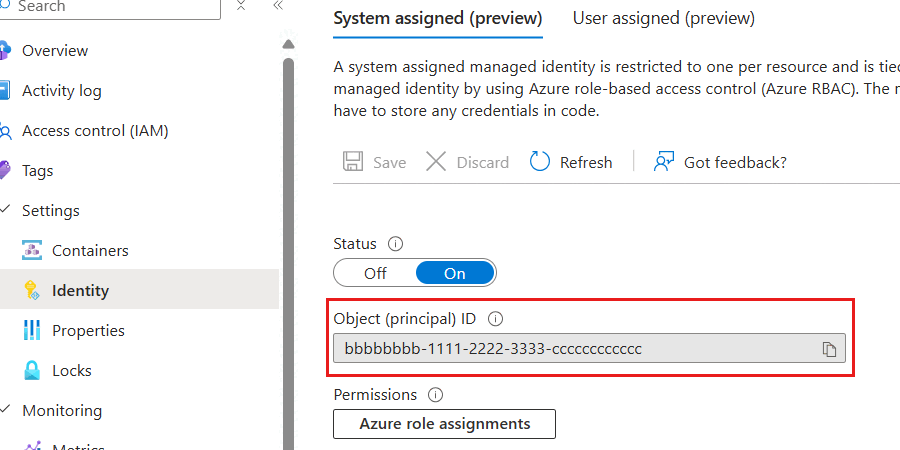 Search
System assigned (preview)
User assigned (preview)
Overview
Activity log
Access control (IAM)
Tags
Settings
Containers
Identity
Properties
Locks
Monitoring
Metrics
A system assigned managed identity is restricted to one per resource and is tied
managed identity by using Azure role-based access control (Azure RBAC). The
have to store any credentials in code.
Save
Discard
Refresh
Got feedback?
Status
Off
On
Object (principal) ID
bbbbbbbb-1111-2222-3333-cccccccccccc
Permissions
Azure role assignments